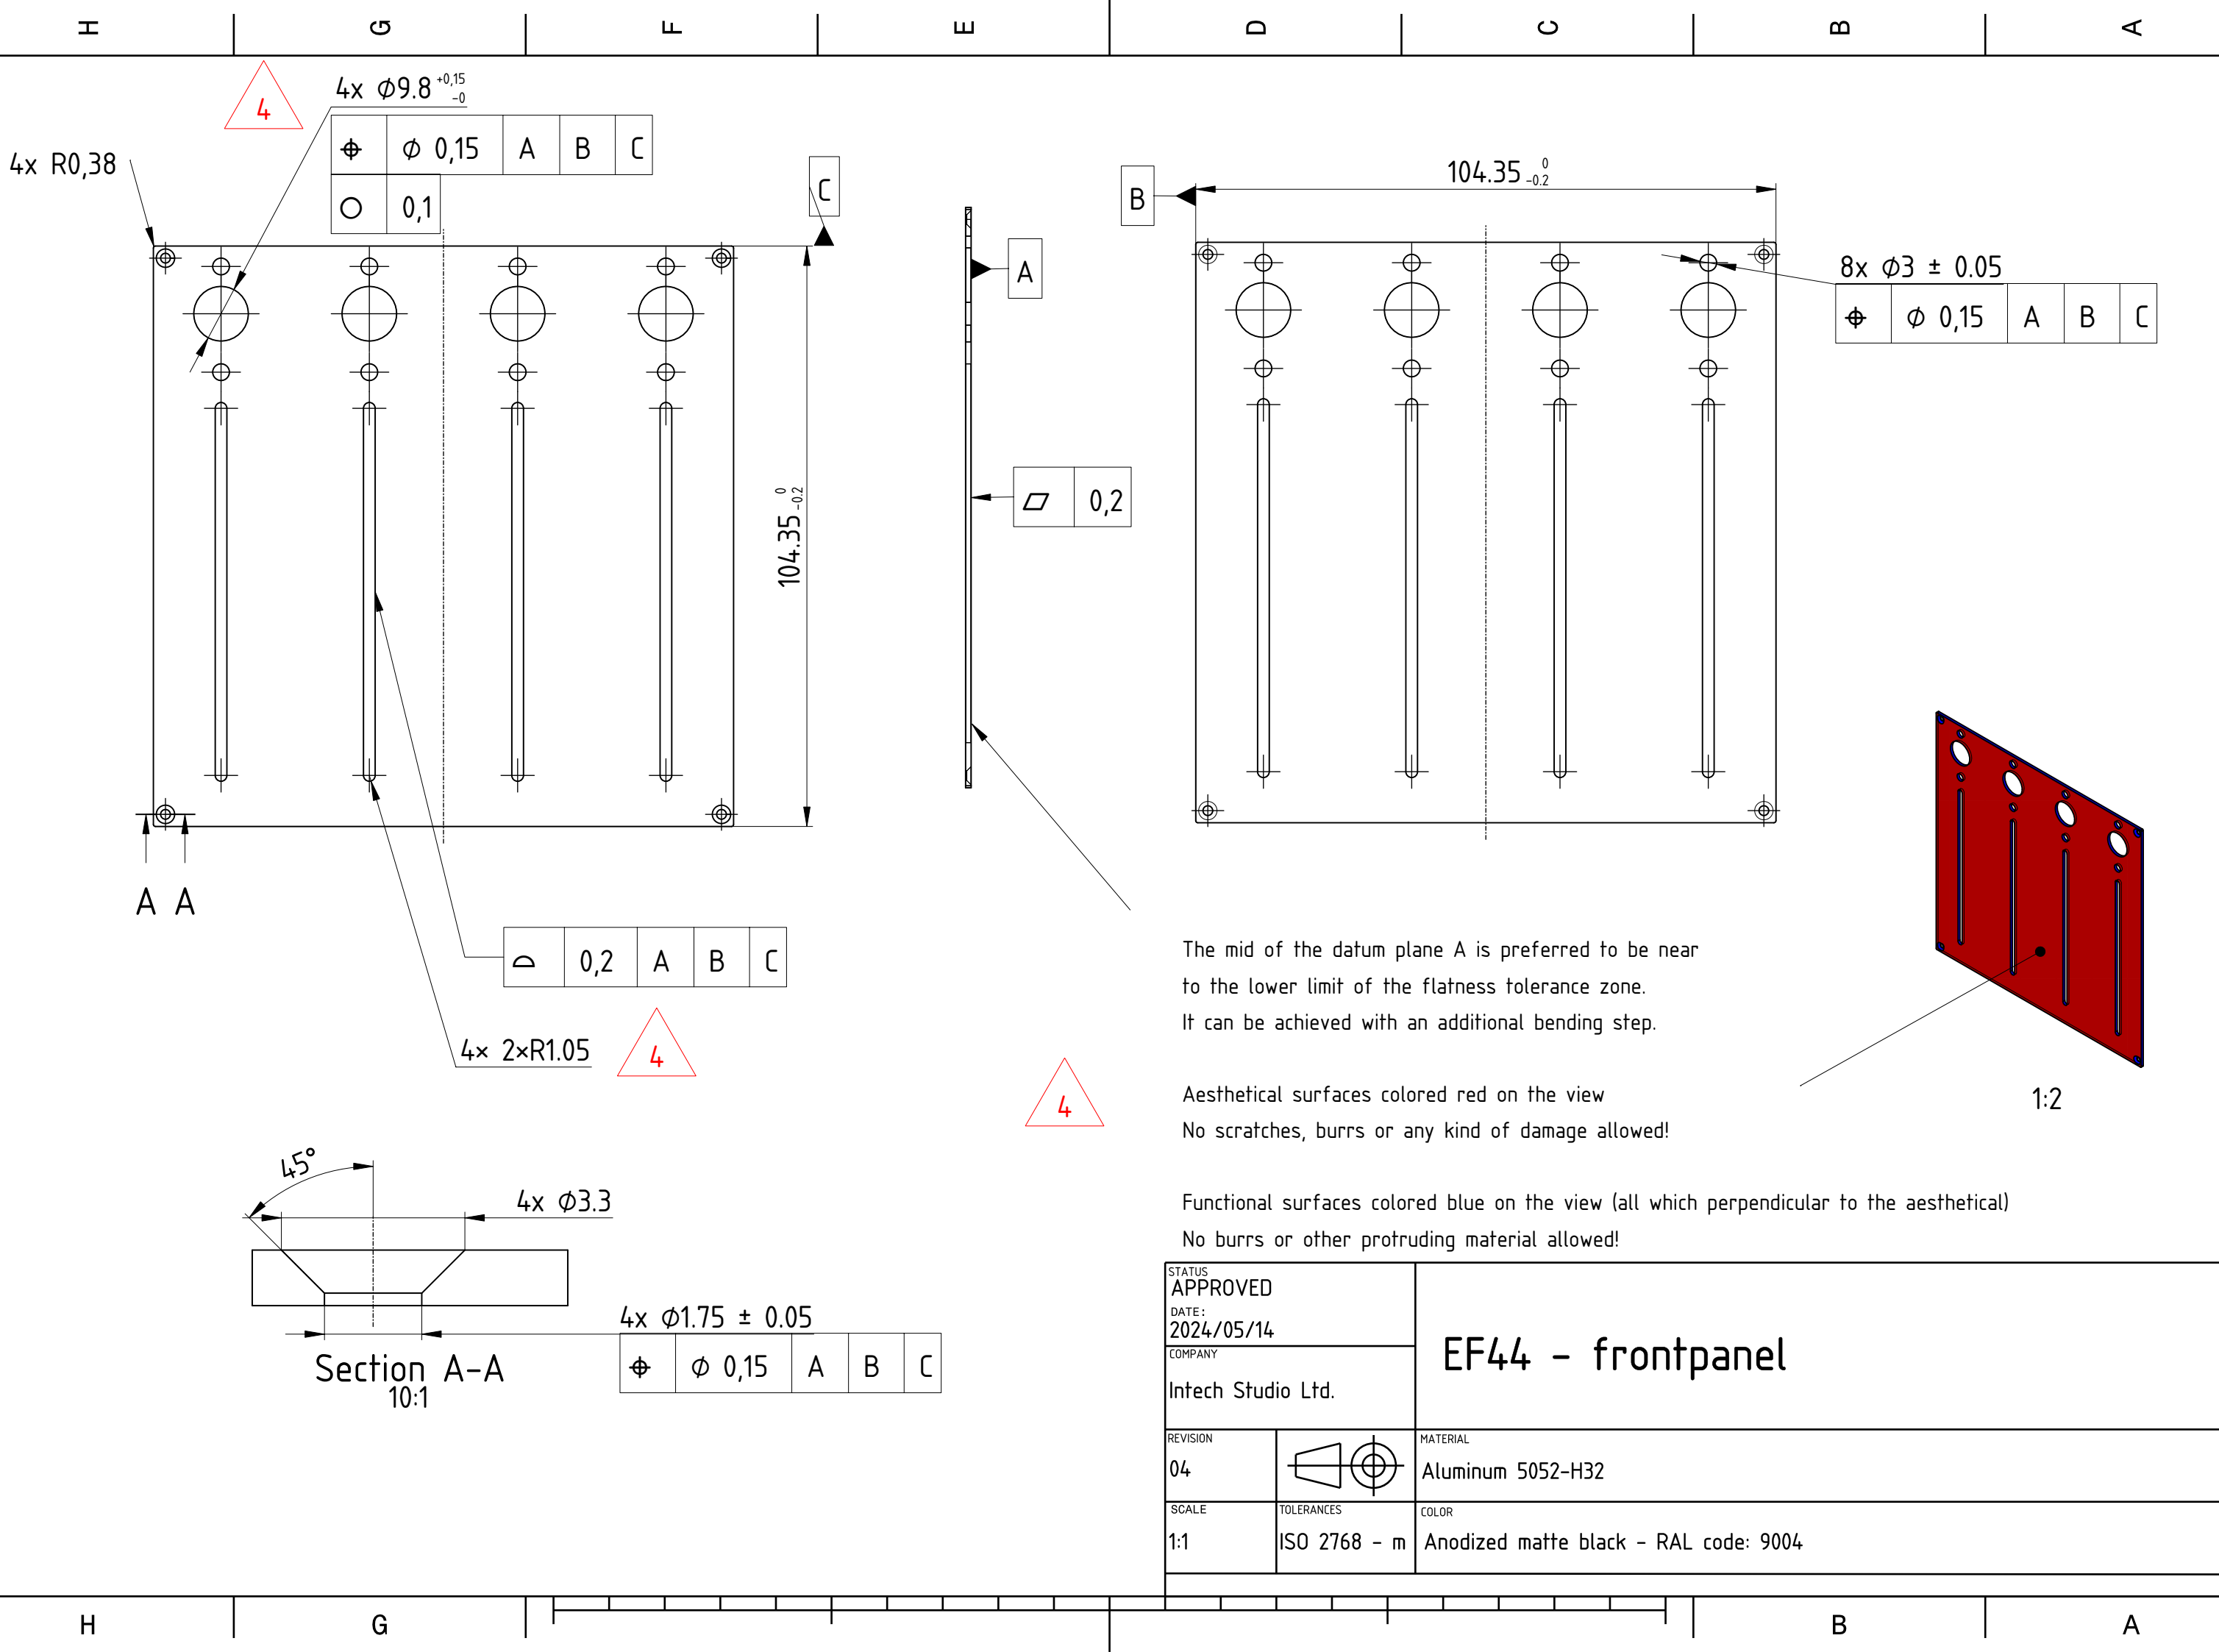 H G F E D C B A
4
4x Ø9.8 +0,15 -0
⌖ Ø 0,15 A B C
○ 0,1
4x R0,38
C
104.35 0 -0.2
A
⏥ 0,2
B
104.35 0 -0.2
8x Ø3 ± 0.05
⌖ Ø 0,15 A B C
A A
⌓ 0,2 A B C
4× 2×R1.05
4
4
The mid of the datum plane A is preferred to be near
to the lower limit of the flatness tolerance zone.
It can be achieved with an additional bending step.
Aesthetical surfaces colored red on the view
No scratches, burrs or any kind of damage allowed!
Functional surfaces colored blue on the view (all which perpendicular to the aesthetical)
No burrs or other protruding material allowed!
1:2
45°
4x Ø3.3
4x Ø1.75 ± 0.05
⌖ Ø 0,15 A B C
Section A-A
10:1
STATUS
APPROVED
DATE:
2024/05/14
COMPANY
Intech Studio Ltd.
EF44 - frontpanel
REVISION
04
MATERIAL
Aluminum 5052-H32
SCALE
1:1
TOLERANCES
ISO 2768 - m
COLOR
Anodized matte black - RAL code: 9004
H G B A